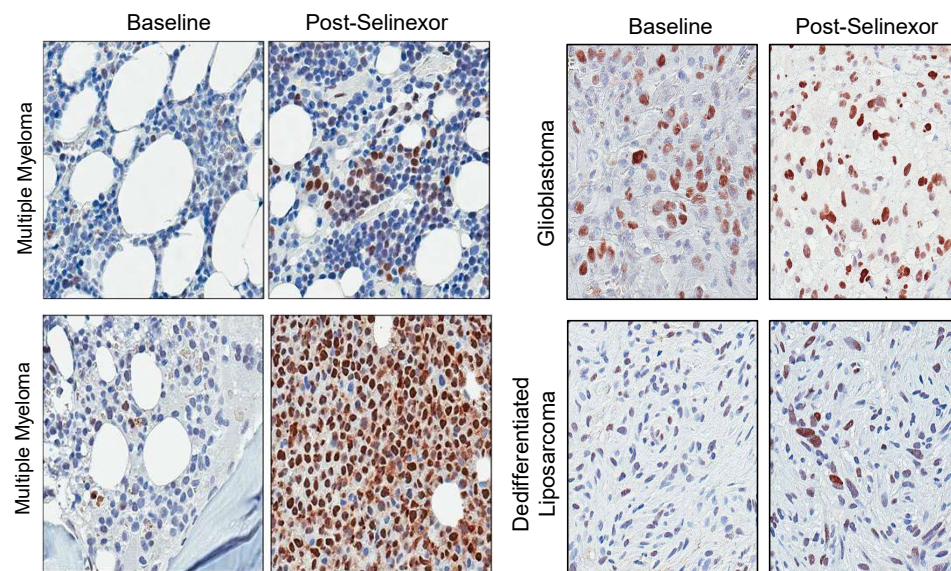 Baseline
Post-Selinexor
Baseline
Post-Selinexor
Multiple Myeloma
Glioblastoma
Multiple Myeloma
Dedifferentiated
Liposarcoma